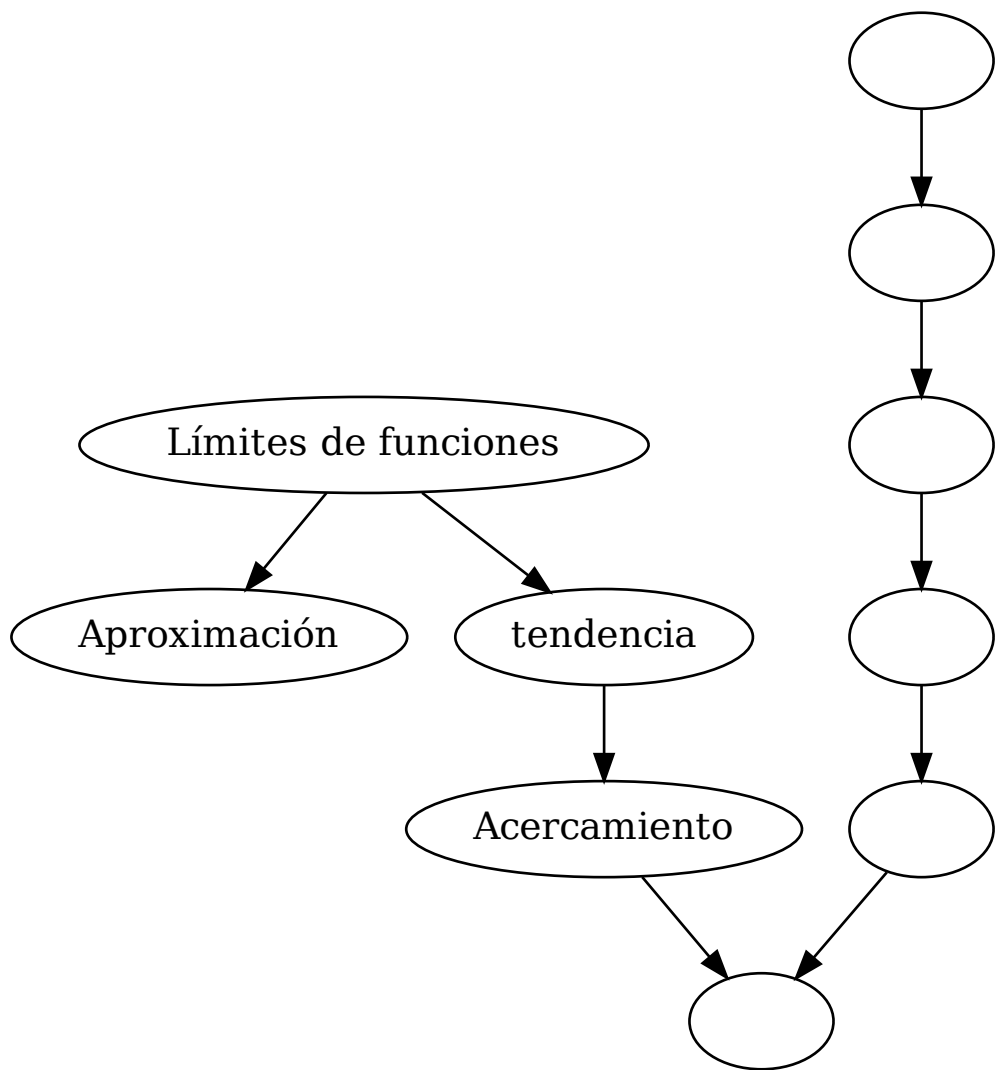 Límites de funciones
Aproximación
tendencia
Acercamiento